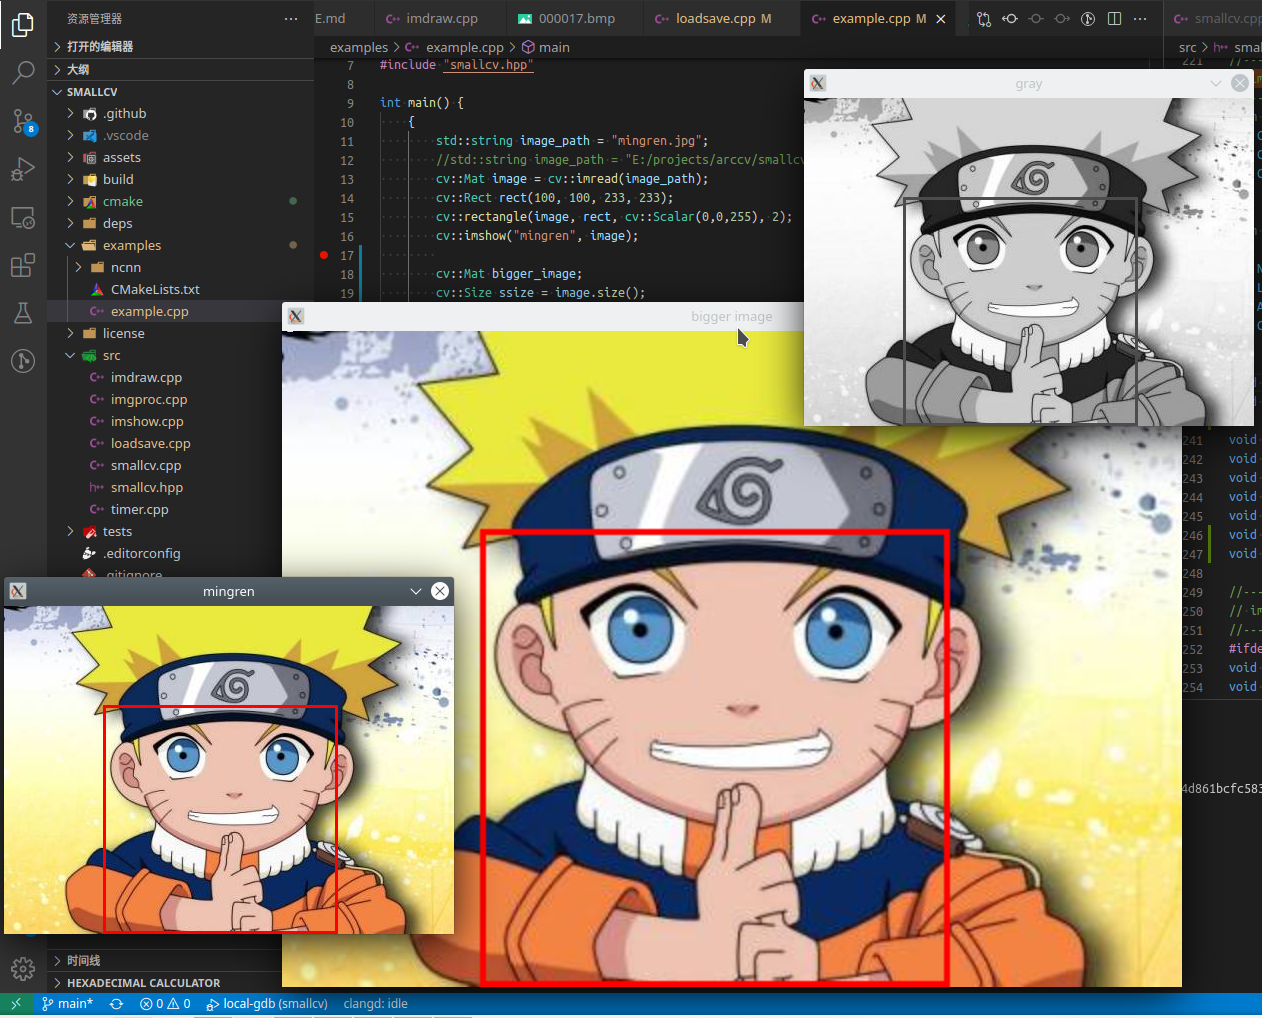 资源管理器
E.md
imdraw.cpp
000017.bmp
loadsave.cpp M
example.cpp M
smallcv.cpp
打开的编辑器
大纲
SMALLCV
.github
.vscode
assets
build
cmake
deps
examples
ncnn
CMakeLists.txt
example.cpp
license
src
imdraw.cpp
imgproc.cpp
imshow.cpp
loadsave.cpp
smallcv.cpp
smallcv.hpp
timer.cpp
tests
.editorconfig
.gitignore
examples > example.cpp > main
7 #include "smallcv.hpp"
8
9 int main() {
10 {
11 std::string image_path = "mingren.jpg";
12 //std::string image_path = "E:/projects/arccv/smallcv
13 cv::Mat image = cv::imread(image_path);
14 cv::Rect rect(100, 100, 233, 233);
15 cv::rectangle(image, rect, cv::Scalar(0,0,255), 2);
16 cv::imshow("mingren", image);
17
18 cv::Mat bigger_image;
19 cv::Size ssize = image.size();
gray
bigger image
mingren
src > smal
221 //---
241 void
242 void
243 void
244 void
245 void
246 void
247 void
248
249 //---
250 // im
251 //---
252 #ifde
253 void
254 void
4d861bcfc583
时间线
HEXADECIMAL CALCULATOR
main* 0 0 local-gdb (smallcv) clangd: idle
8